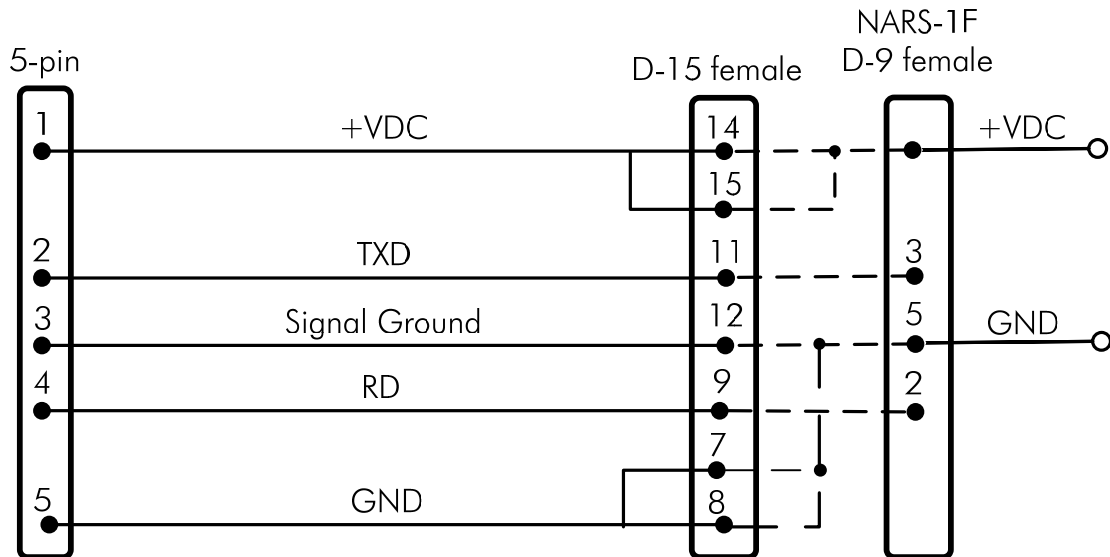 NARS-1F
5-pin
D-15 female
D-9 female
1
+VDC
14
+VDC
15
2
TXD
11
3
3
Signal Ground
12
5
GND
4
RD
9
2
7
5
GND
8